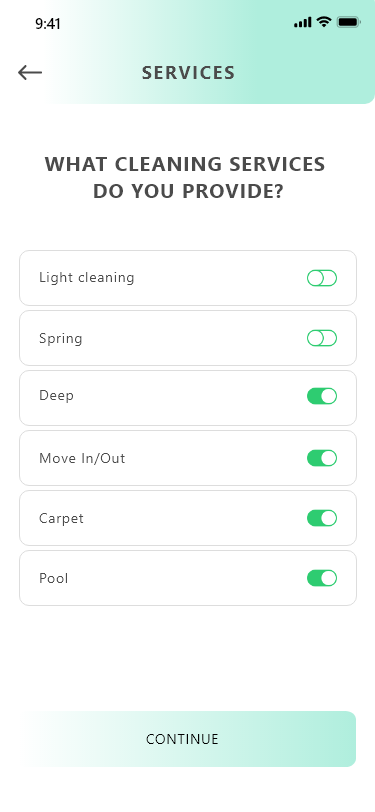 9:41
SERVICES
WHAT CLEANING SERVICES
DO YOU PROVIDE?
Light cleaning
Spring
Deep
Move In/Out
Carpet
Pool
CONTINUE